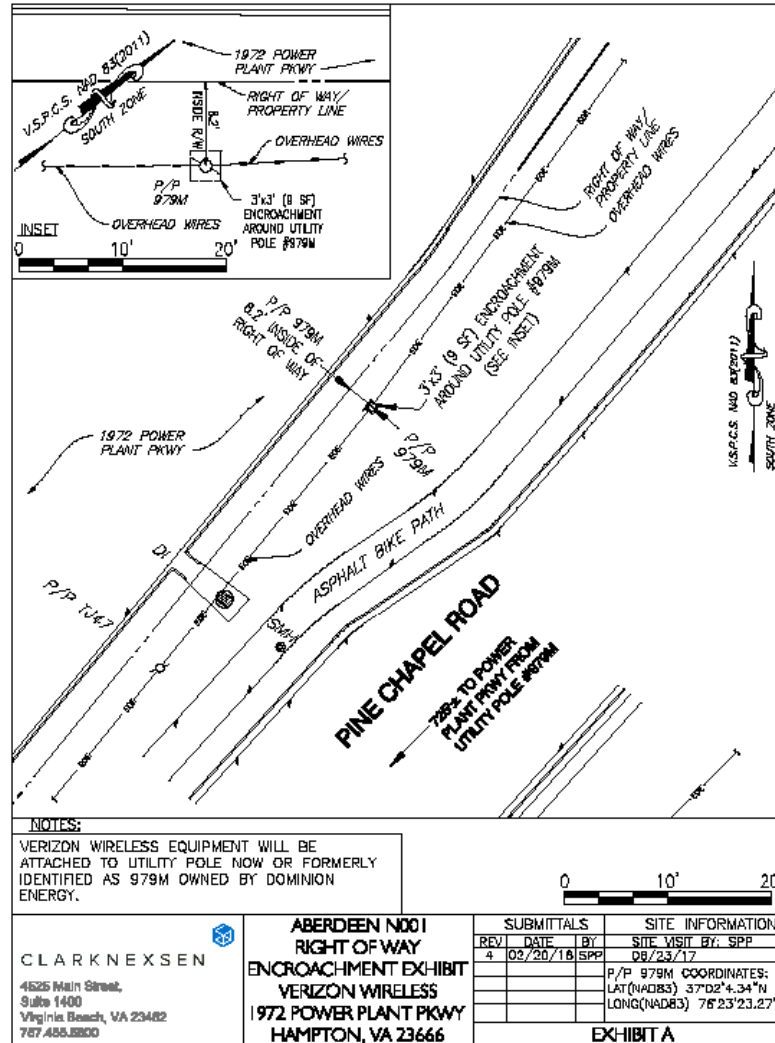 1972 POWER
PLANT PKWY
V.S.P.C.S. NAD 83(2011)
SOUTH ZONE
RIGHT OF WAY/
PROPERTY LINE
INSIDE R/W
OVERHEAD WIRES
P/P
979M
OVERHEAD WIRES
3'x3' (9 SF)
ENCROACHMENT
AROUND UTILITY
POLE #979M
INSET
0 10' 20'
RIGHT OF WAY/
PROPERTY LINE
OVERHEAD WIRES
P/P 979M
INSIDE OF
RIGHT OF WAY
3'x3' (9 SF) ENCROACHMENT
AROUND UTILITY POLE #979M
(SEE INSET)
P/P
979M
V.S.P.C.S. NAD 83(2011)
SOUTH ZONE
1972 POWER
PLANT PKWY
OVERHEAD WIRES
ASPHALT BIKE PATH
DI
P/P TJ47
SMH
PINE CHAPEL ROAD
TO POWER
PLANT PKWY FROM
UTILITY POLE #979M
NOTES:
VERIZON WIRELESS EQUIPMENT WILL BE
ATTACHED TO UTILITY POLE NOW OR FORMERLY
IDENTIFIED AS 979M OWNED BY DOMINION
ENERGY.
0 10' 20
CLARKNEXSEN
4525 Main Street,
Suite 1400
Virginia Beach, VA 23462
ABERDEEN N001
RIGHT OF WAY
ENCROACHMENT EXHIBIT
VERIZON WIRELESS
1972 POWER PLANT PKWY
HAMPTON, VA 23666
SUBMITTALS
REV DATE BY
4 02/20/18 SPP
SITE INFORMATION
SITE VISIT BY: SPP
08/23/17
P/P 979M COORDINATES:
LAT(NAD83) 37°02'4.34"N
LONG(NAD83) 76°23'23.27"
EXHIBIT A